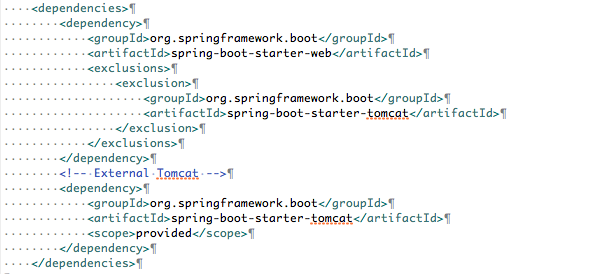 <dependencies>¶
<dependency>¶
<groupId>org.springframework.boot</groupId>¶
<artifactId>spring-boot-starter-web</artifactId>¶
<exclusions>¶
<exclusion>¶
<groupId>org.springframework.boot</groupId>¶
<artifactId>spring-boot-starter-tomcat</artifactId>¶
</exclusion>¶
</exclusions>¶
</dependency>¶
<!-- External Tomcat -->¶
<dependency>¶
<groupId>org.springframework.boot</groupId>¶
<artifactId>spring-boot-starter-tomcat</artifactId>¶
<scope>provided</scope>¶
</dependency>¶
</dependencies>¶